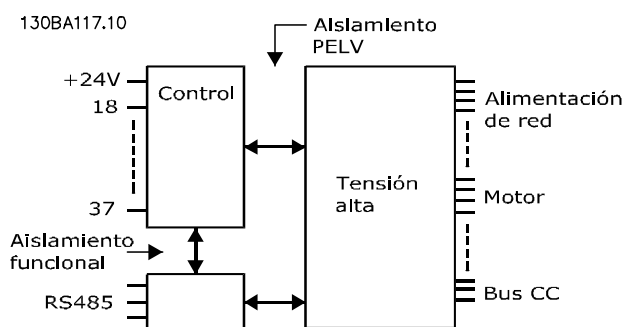 130BA117.10
Aislamiento
PELV
+24V
Control
18
37
Tensión
alta
Alimentación
de red
Motor
Bus CC
Aislamiento
funcional
RS485